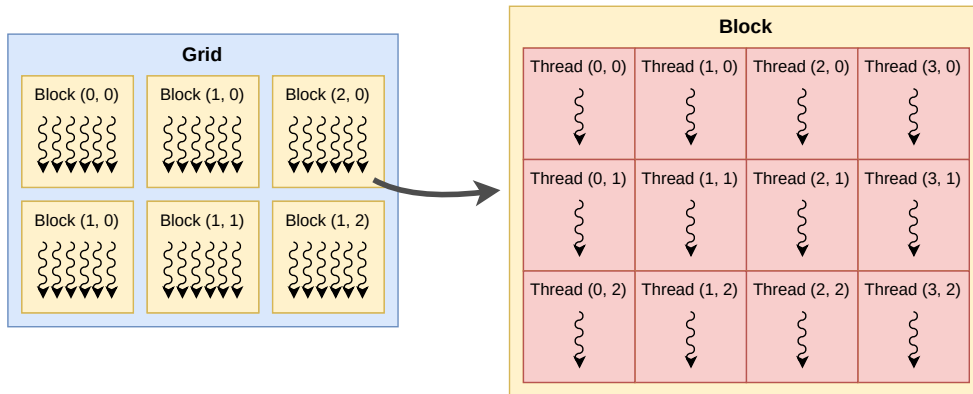 Grid
Block (0, 0)
Block (1, 0)
Block (2, 0)
Block (1, 0)
Block (1, 1)
Block (1, 2)
Block
Thread (0, 0)
Thread (1, 0)
Thread (2, 0)
Thread (3, 0)
Thread (0, 1)
Thread (1, 1)
Thread (2, 1)
Thread (3, 1)
Thread (0, 2)
Thread (1, 2)
Thread (2, 2)
Thread (3, 2)